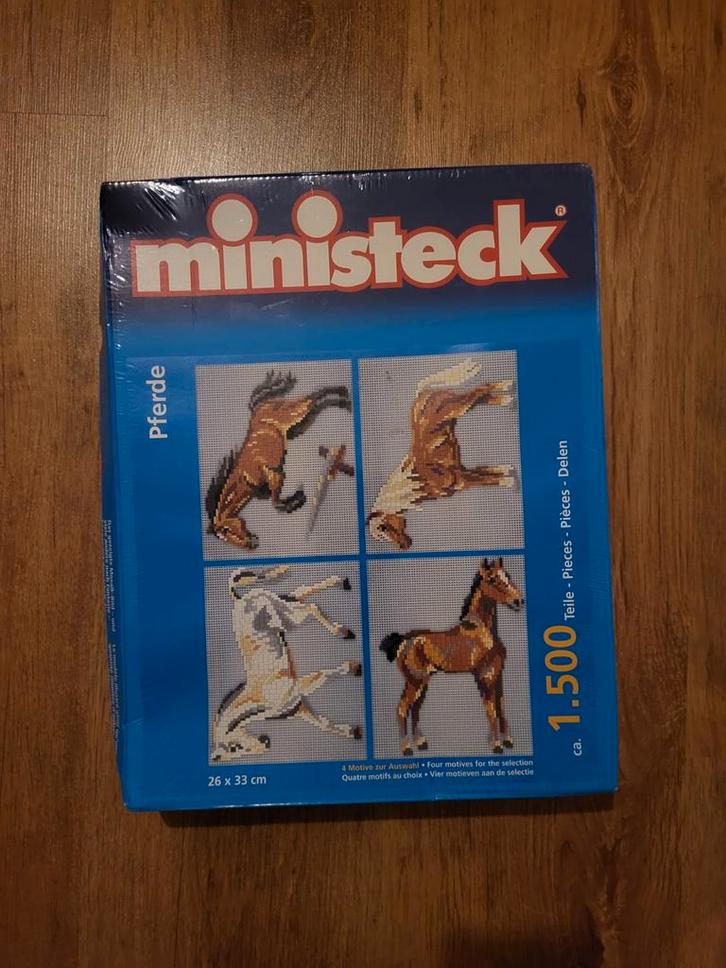 ministeck®
Pferde
ca. 1.500 Teile - Pieces - Pièces - Delen
26 x 33 cm
4 Motive zur Auswahl • Four motives for the selection
Quatre motifs au choix • Vier motieven aan de selectie